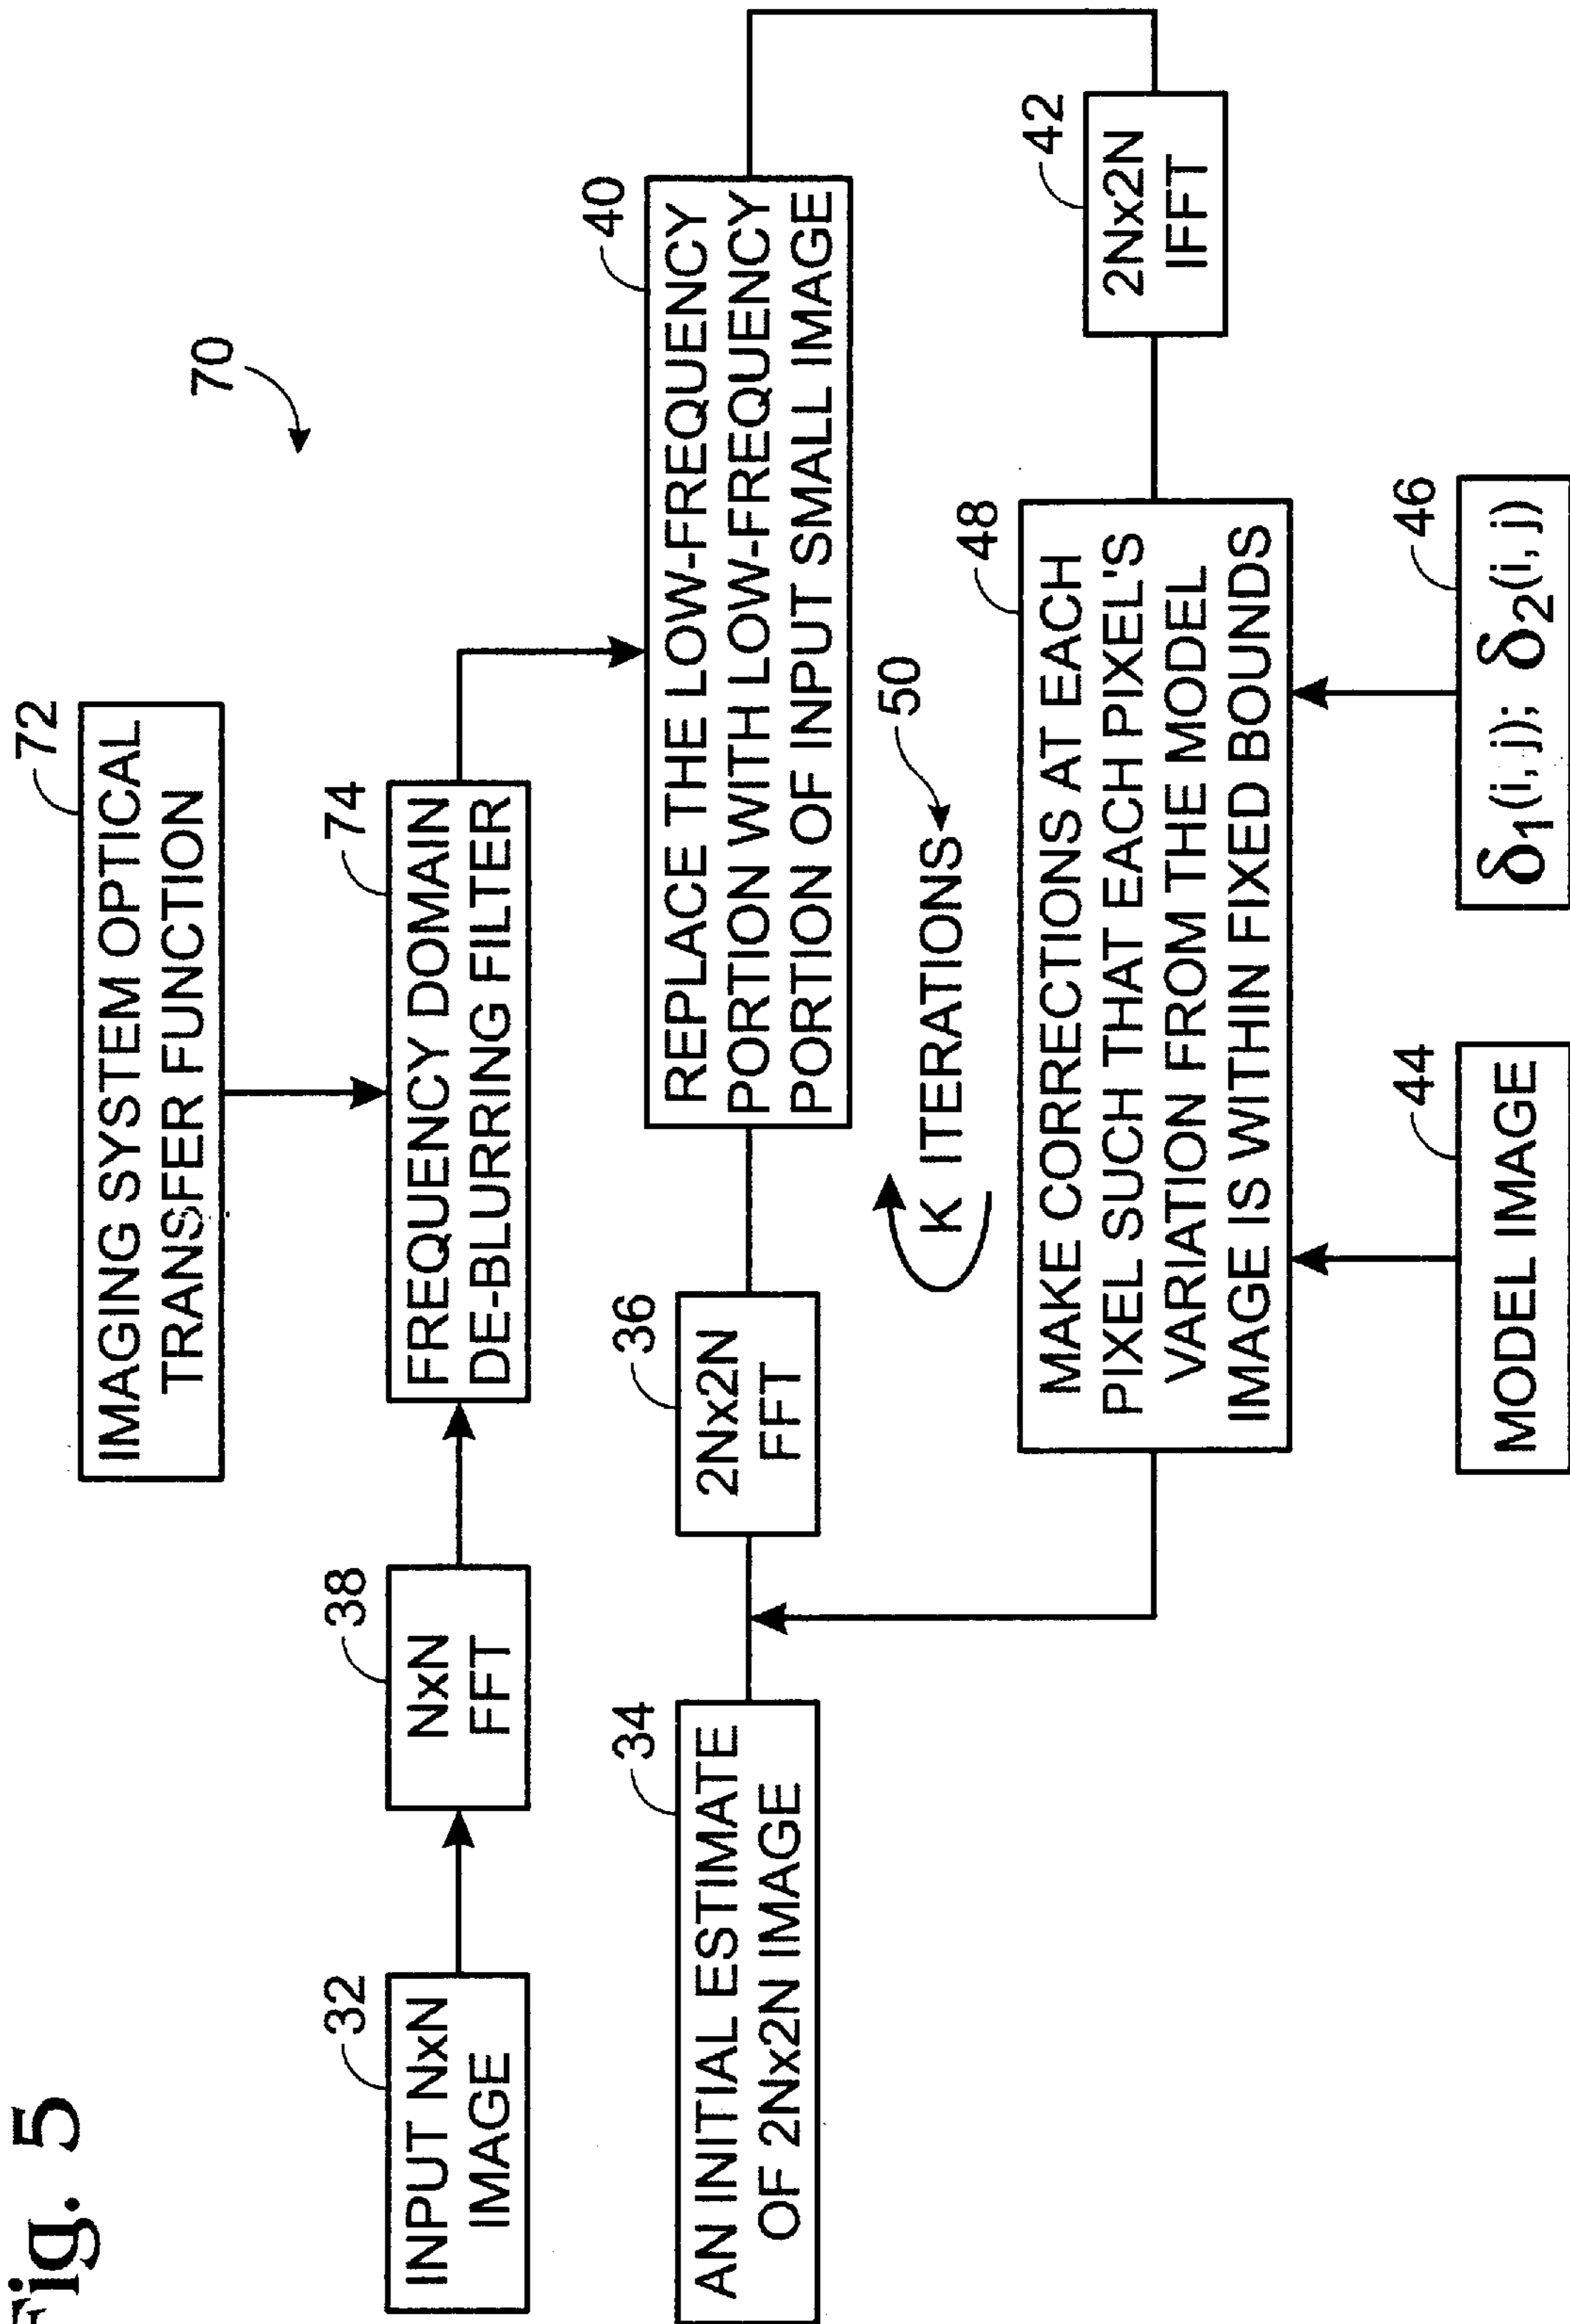 Fig. 5
70
72
IMAGING SYSTEM OPTICAL
TRANSFER FUNCTION
32
INPUT NxN
IMAGE
38
NxN
FFT
74
FREQUENCY DOMAIN
DE-BLURRING FILTER
34
AN INITIAL ESTIMATE
OF 2Nx2N IMAGE
36
2Nx2N
FFT
40
REPLACE THE LOW-FREQUENCY
PORTION WITH LOW-FREQUENCY
PORTION OF INPUT SMALL IMAGE
K ITERATIONS
50
42
2Nx2N
IFFT
48
MAKE CORRECTIONS AT EACH
PIXEL SUCH THAT EACH PIXEL'S
VARIATION FROM THE MODEL
IMAGE IS WITHIN FIXED BOUNDS
44
MODEL IMAGE
46
δ1(i, j); δ2(i, j)